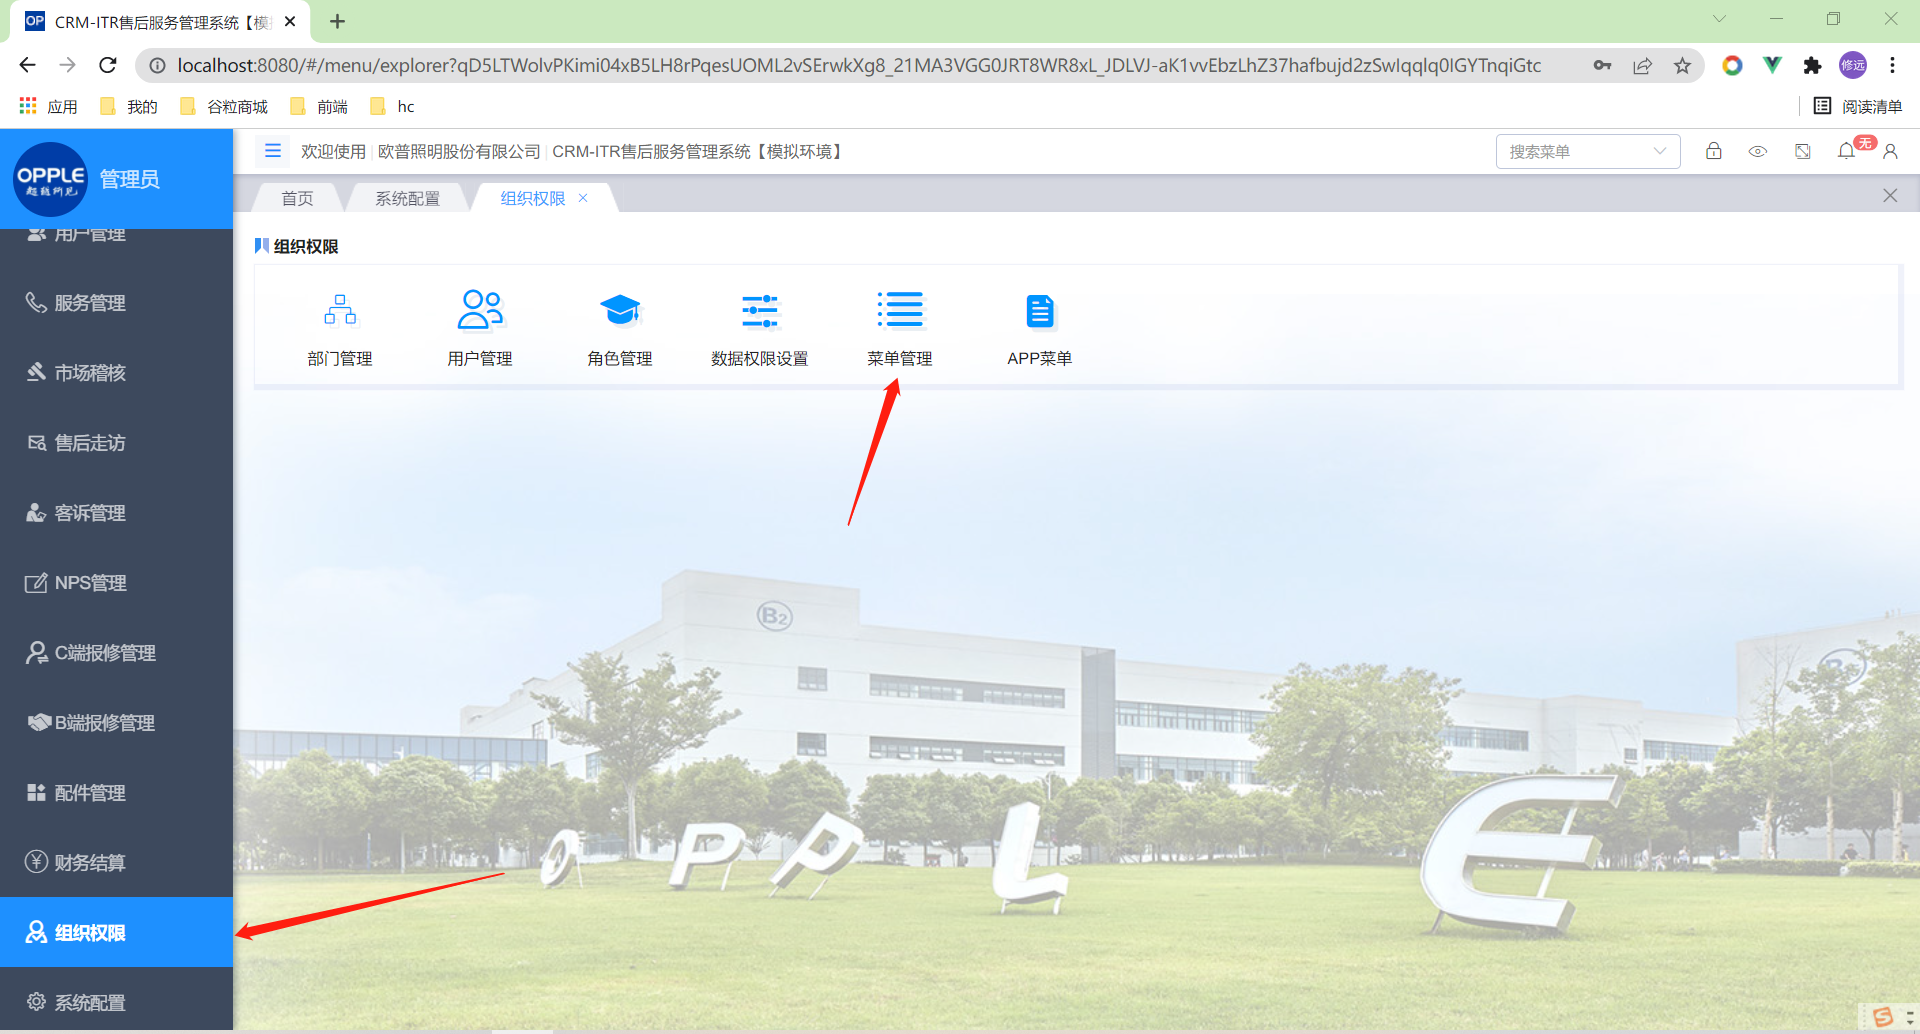 CRM-ITR售后服务管理系统【模
localhost:8080/#/menu/explorer?qD5LTWolvPKimi04xB5LH8rPqesUOML2vSErwkXg8_21MA3VGG0JRT8WR8xL_JDLVJ-aK1vvEbzLhZ37hafbujd2zSwIqqlq0IGYTnqiGtc
修远
应用 我的 谷粒商城 前端 hc 阅读清单
OPPLE
超越所见
管理员
欢迎使用 | 欧普照明股份有限公司 | CRM-ITR售后服务管理系统【模拟环境】
搜索菜单
无
首页 系统配置 组织权限
用户管理
服务管理
市场稽核
售后走访
客诉管理
NPS管理
C端报修管理
B端报修管理
配件管理
财务结算
组织权限
系统配置
组织权限
部门管理 用户管理 角色管理 数据权限设置 菜单管理 APP菜单
B2
B2
OPPLE